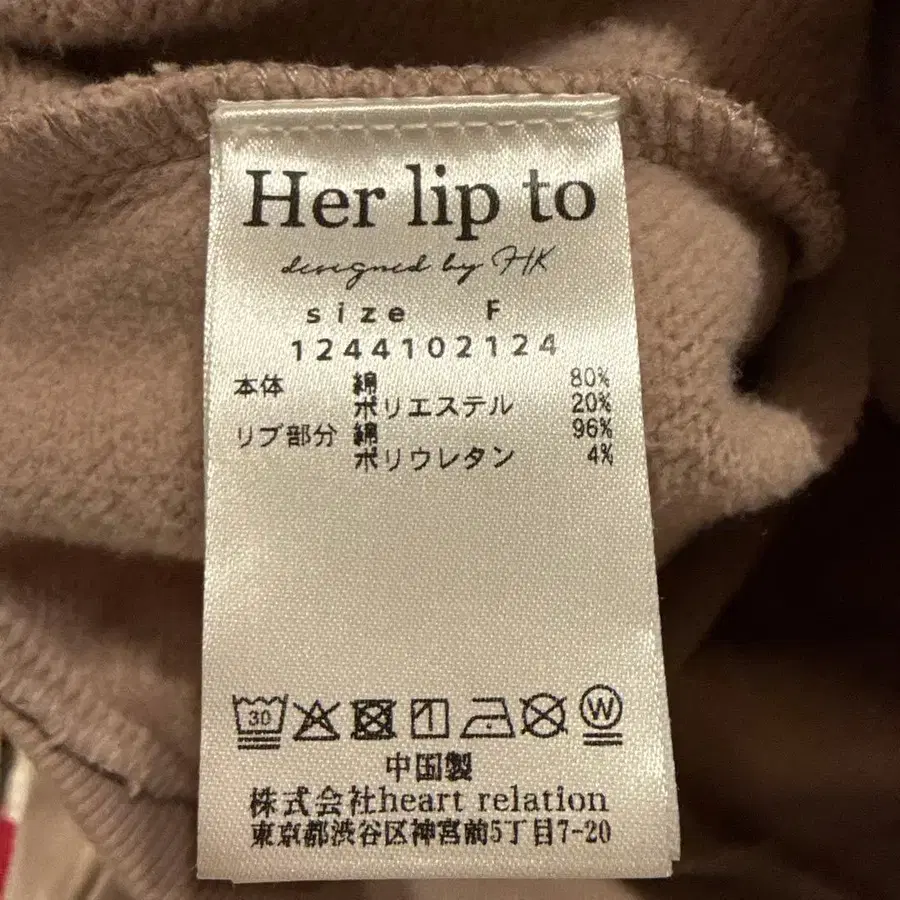 Her lip to
designed by HK
size F
1244102124
本体 綿 80%
ポリエステル 20%
リブ部分 綿 96%
ポリウレタン 4%
30
W
中国製
株式会社heart relation
東京都渋谷区神宮前5丁目7-20